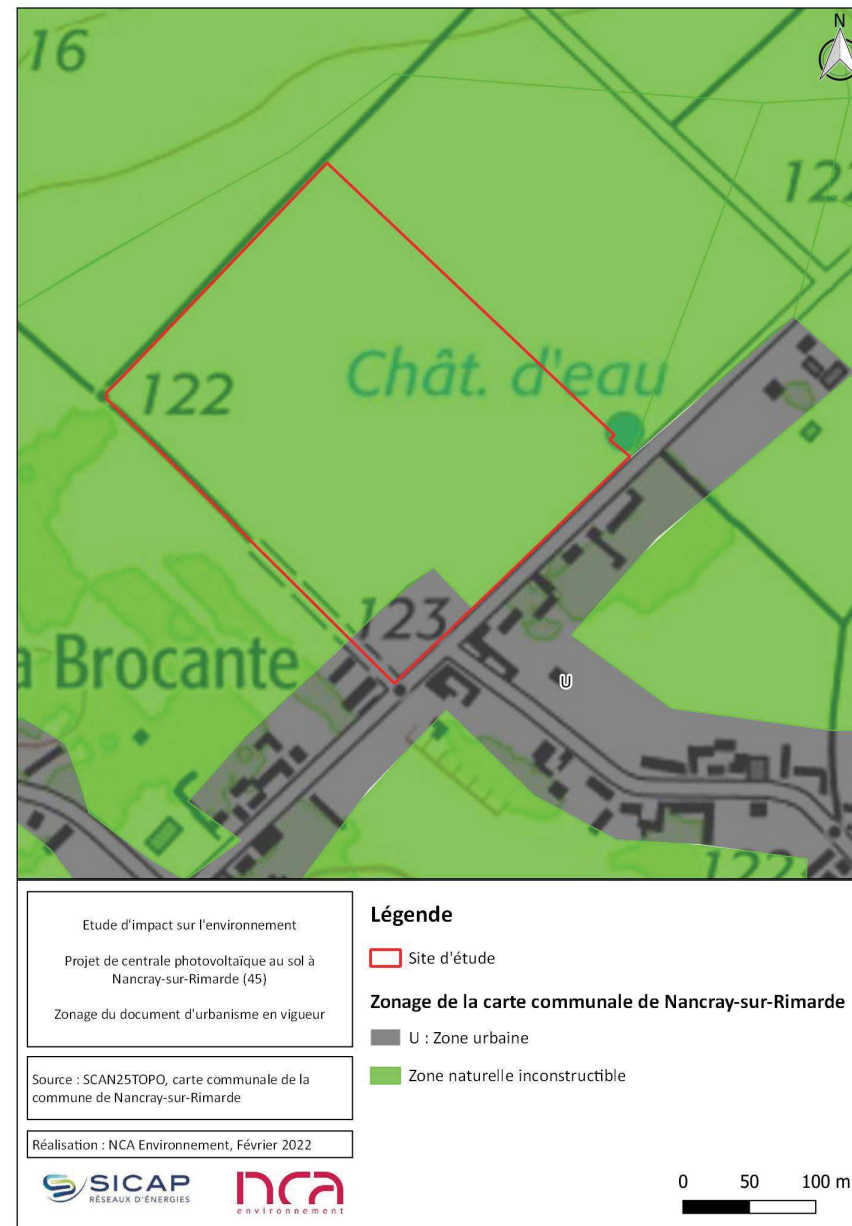 16
N
122
122
Chât. d'eau
123
a Brocante
U
122
Etude d'impact sur l'environnement
Projet de centrale photovoltaïque au sol à
Nancray-sur-Rimarde (45)
Zonage du document d'urbanisme en vigueur
Source : SCAN25TOPO, carte communale de la
commune de Nancray-sur-Rimarde
Réalisation : NCA Environnement, Février 2022
SICAP
RÉSEAUX D'ÉNERGIES
nca
environnement
Légende
Site d'étude
Zonage de la carte communale de Nancray-sur-Rimarde
U : Zone urbaine
Zone naturelle inconstructible
0 50 100 m